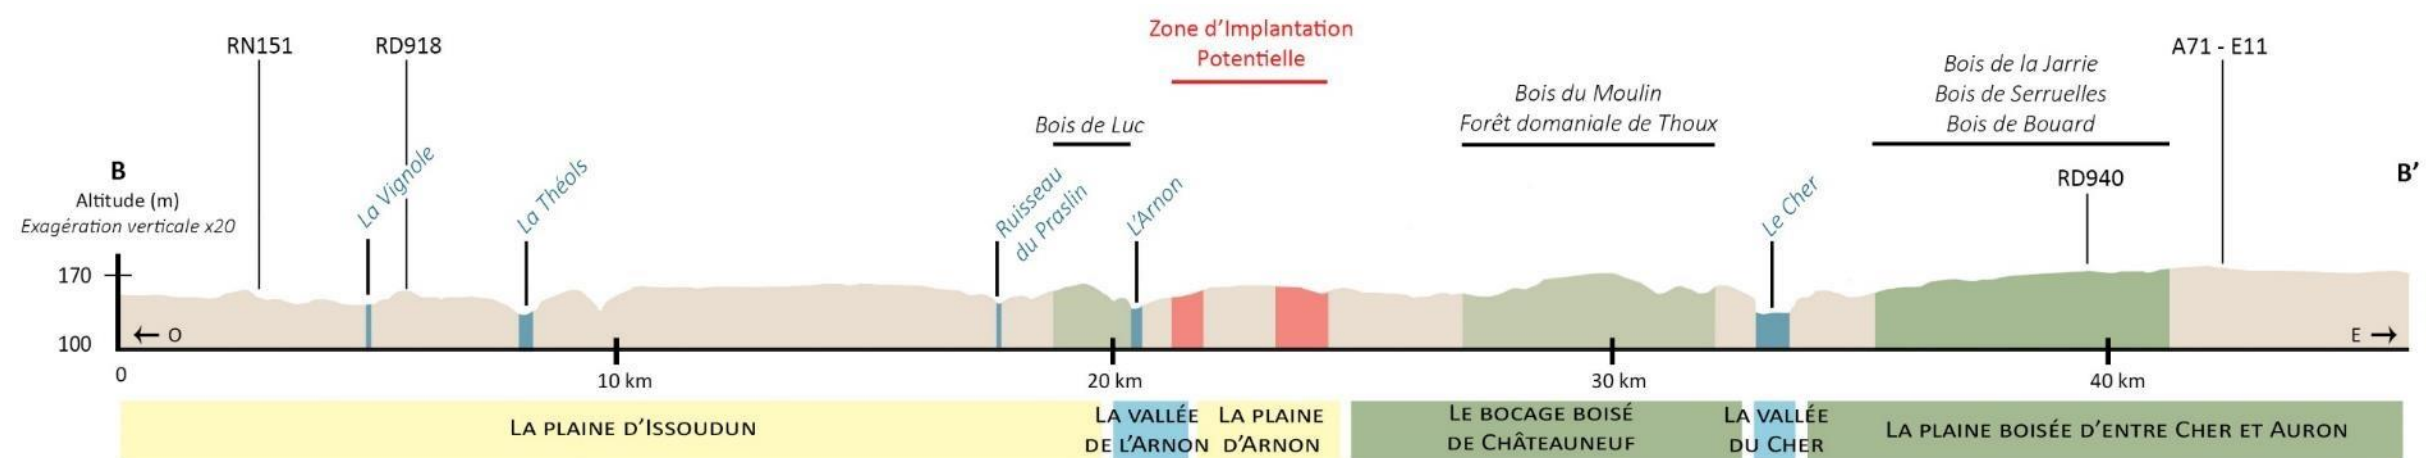 Zone d'Implantation
Potentielle
RN151
RD918
A71 - E11
Bois de la Jarrie
Bois de Serruelles
Bois de Bouard
Bois du Moulin
Forêt domaniale de Thoux
Bois de Luc
B
Altitude (m)
Exagération verticale x20
La Vignole
La Théols
Ruisseau
du Praslin
L'Arnon
Le Cher
RD940
B'
170
100
← O
E →
0
10 km
20 km
30 km
40 km
LA PLAINE D'ISSOUDUN
LA VALLÉE
DE L'ARNON
LA PLAINE
D'ARNON
LE BOCAGE BOISÉ
DE CHÂTEAUNEUF
LA VALLÉE
DU CHER
LA PLAINE BOISÉE D'ENTRE CHER ET AURON